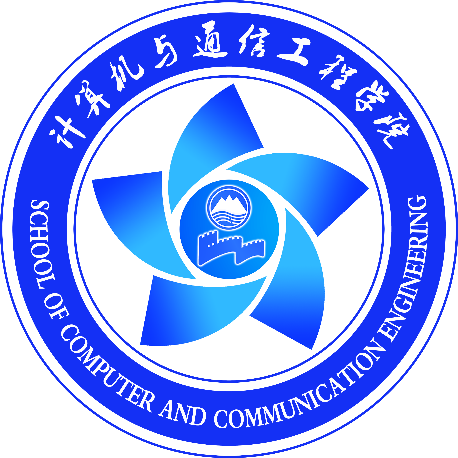 计算机与通信工程学院
SCHOOL OF COMPUTER AND COMMUNICATION ENGINEERING